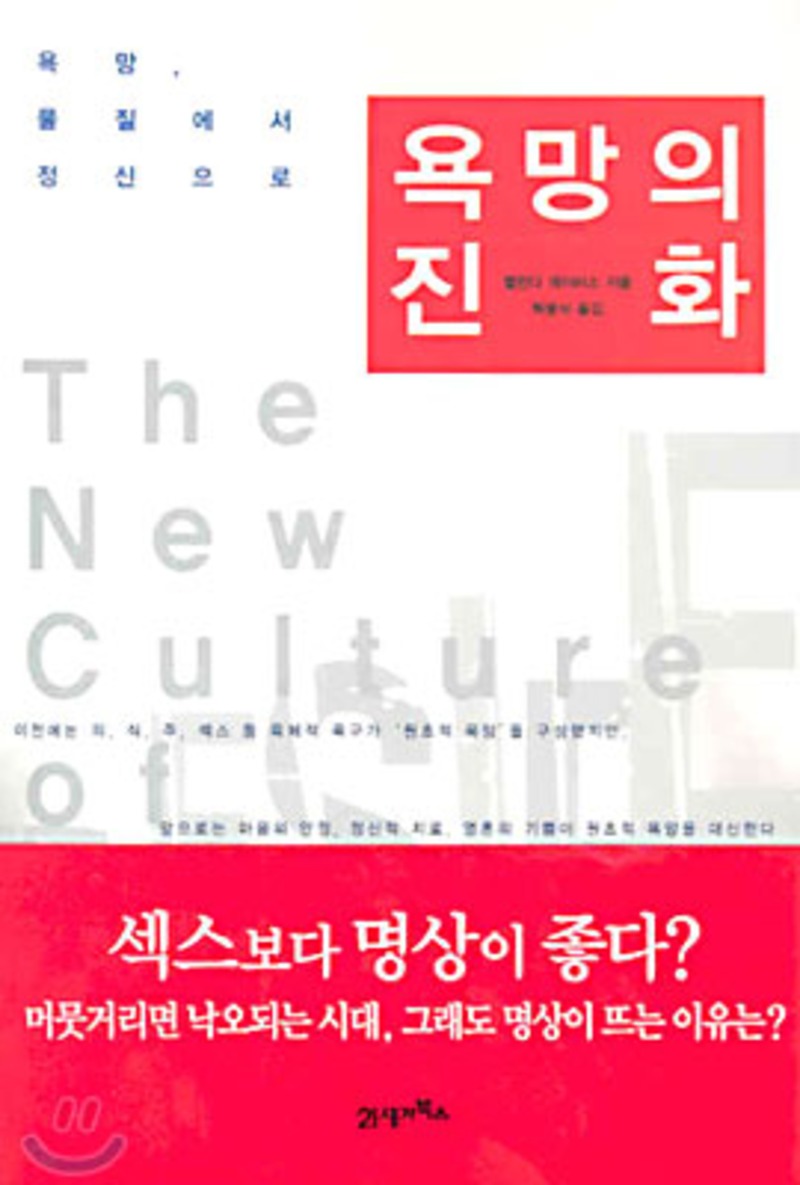 욕망,
물질에서
정신으로
욕망의
진화
멜린다 데이비스 지음
박윤식 옮김
The
New
Culture
of
이전에는 의, 식, 주, 섹스 등 육체적 욕구가 '원초적 욕망'을 구성했지만,
앞으로는 마음의 안정, 정신적 치료, 영혼의 기쁨이 원초적 욕망을 대신한다
섹스보다 명상이 좋다?
머뭇거리면 낙오되는 시대, 그래도 명상이 뜨는 이유는?
21세기북스